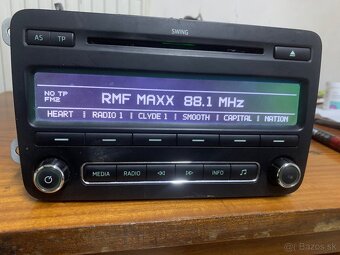 SWING
AS TP
NO TP
FM2
RMF MAXX 88.1 MHz
HEART | RADIO 1 | CLYDE 1 | SMOOTH | CAPITAL | NATION
MEDIA RADIO INFO
Bazos.sk